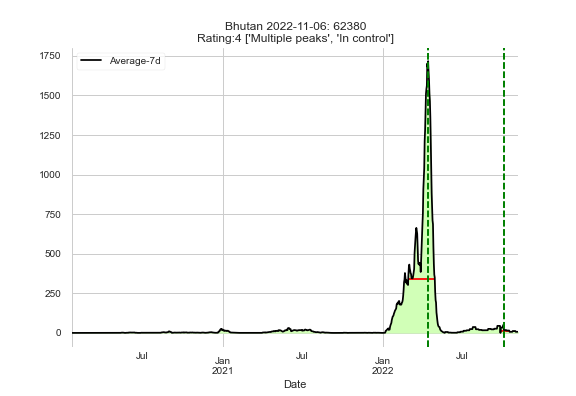 Bhutan 2022-11-06: 62380
Rating:4 ['Multiple peaks', 'In control']
Average-7d
1750
1500
1250
1000
750
500
250
0
Jul
Jan
2021
Jul
Jan
2022
Jul
Date